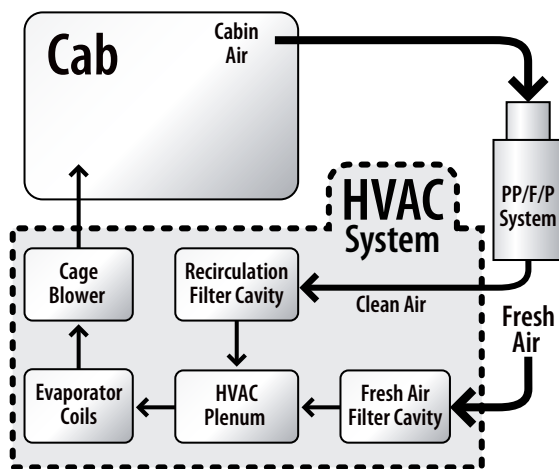 Cab
Cabin
Air
PP/F/P
System
HVAC
System
Cage
Blower
Recirculation
Filter Cavity
Clean Air
Fresh
Air
Evaporator
Coils
HVAC
Plenum
Fresh Air
Filter Cavity